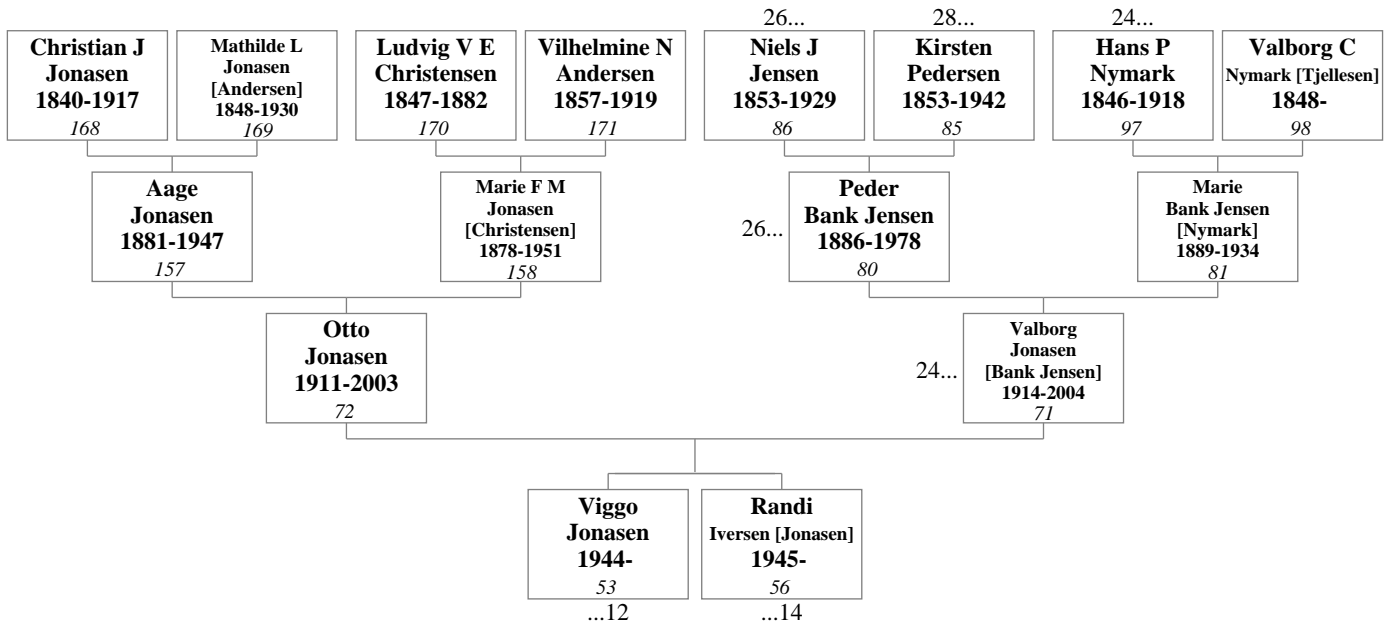 26...
28...
24...
Christian J
Jonasen
1840-1917
168
Mathilde L
Jonasen
[Andersen]
1848-1930
169
Ludvig V E
Christensen
1847-1882
170
Vilhelmine N
Andersen
1857-1919
171
Niels J
Jensen
1853-1929
86
Kirsten
Pedersen
1853-1942
85
Hans P
Nymark
1846-1918
97
Valborg C
Nymark [Tjellesen]
1848-
98
Aage
Jonasen
1881-1947
157
Marie F M
Jonasen
[Christensen]
1878-1951
158
26...
Peder
Bank Jensen
1886-1978
80
Marie
Bank Jensen
[Nymark]
1889-1934
81
Otto
Jonasen
1911-2003
72
24...
Valborg
Jonasen
[Bank Jensen]
1914-2004
71
Viggo
Jonasen
1944-
53
...12
Randi
Iversen [Jonasen]
1945-
56
...14